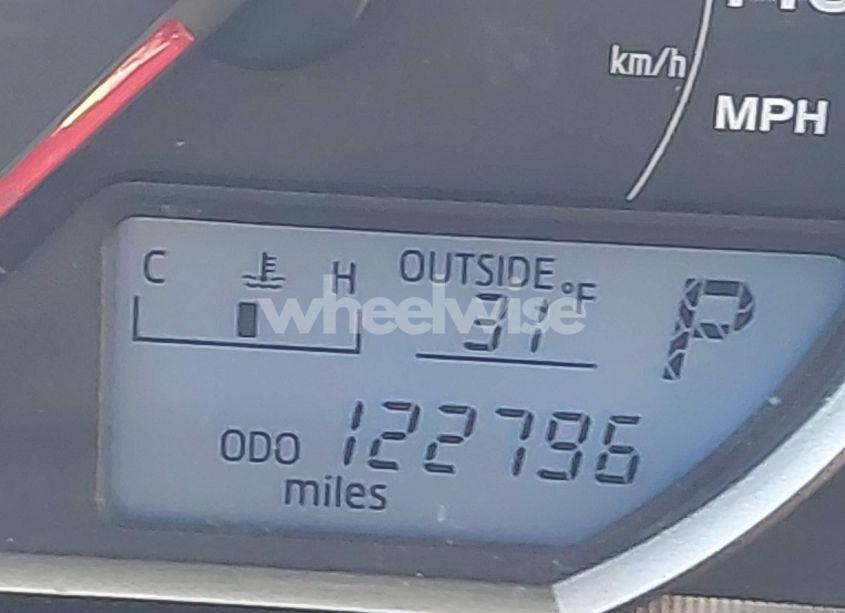 km/h
MPH
C H OUTSIDE
°F
wheelwise
P
ODO 122796
miles